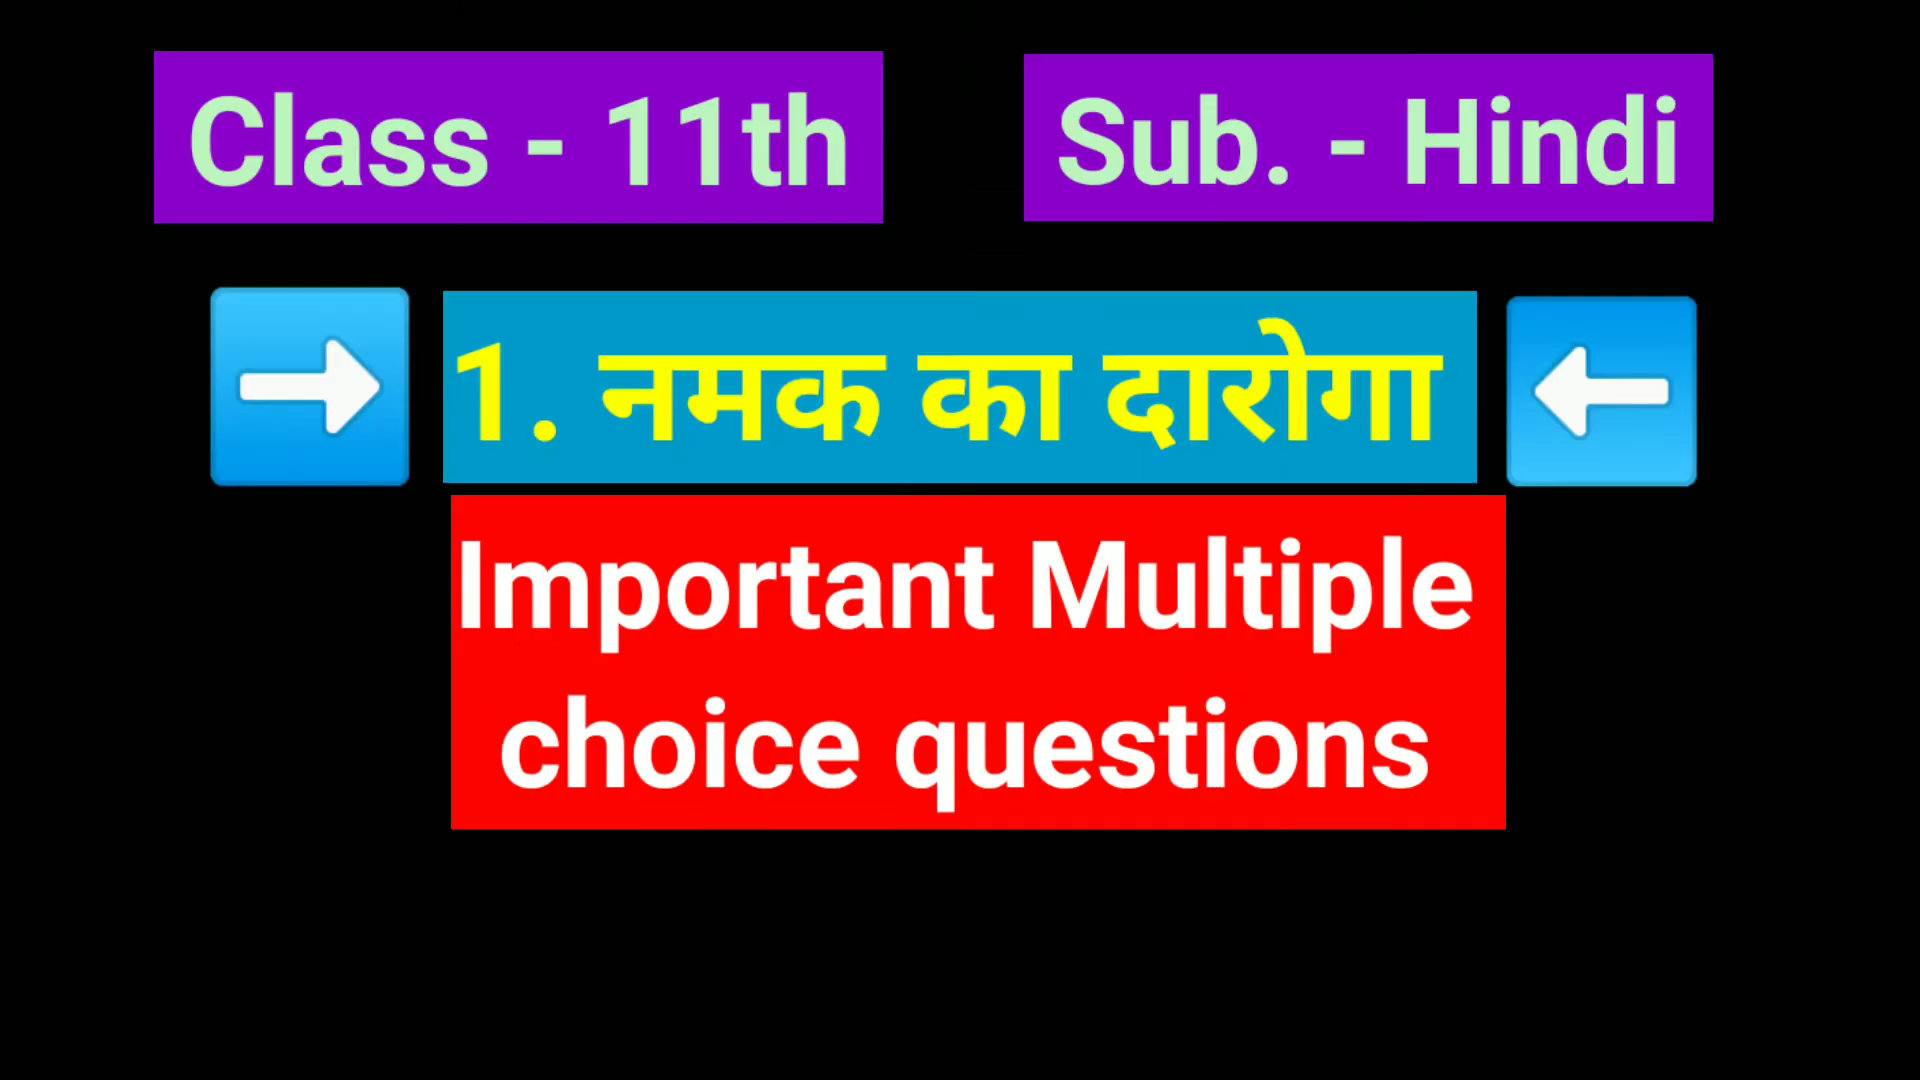 Class - 11th
Sub. - Hindi
1. नमक का दारोगा
Important Multiple
choice questions